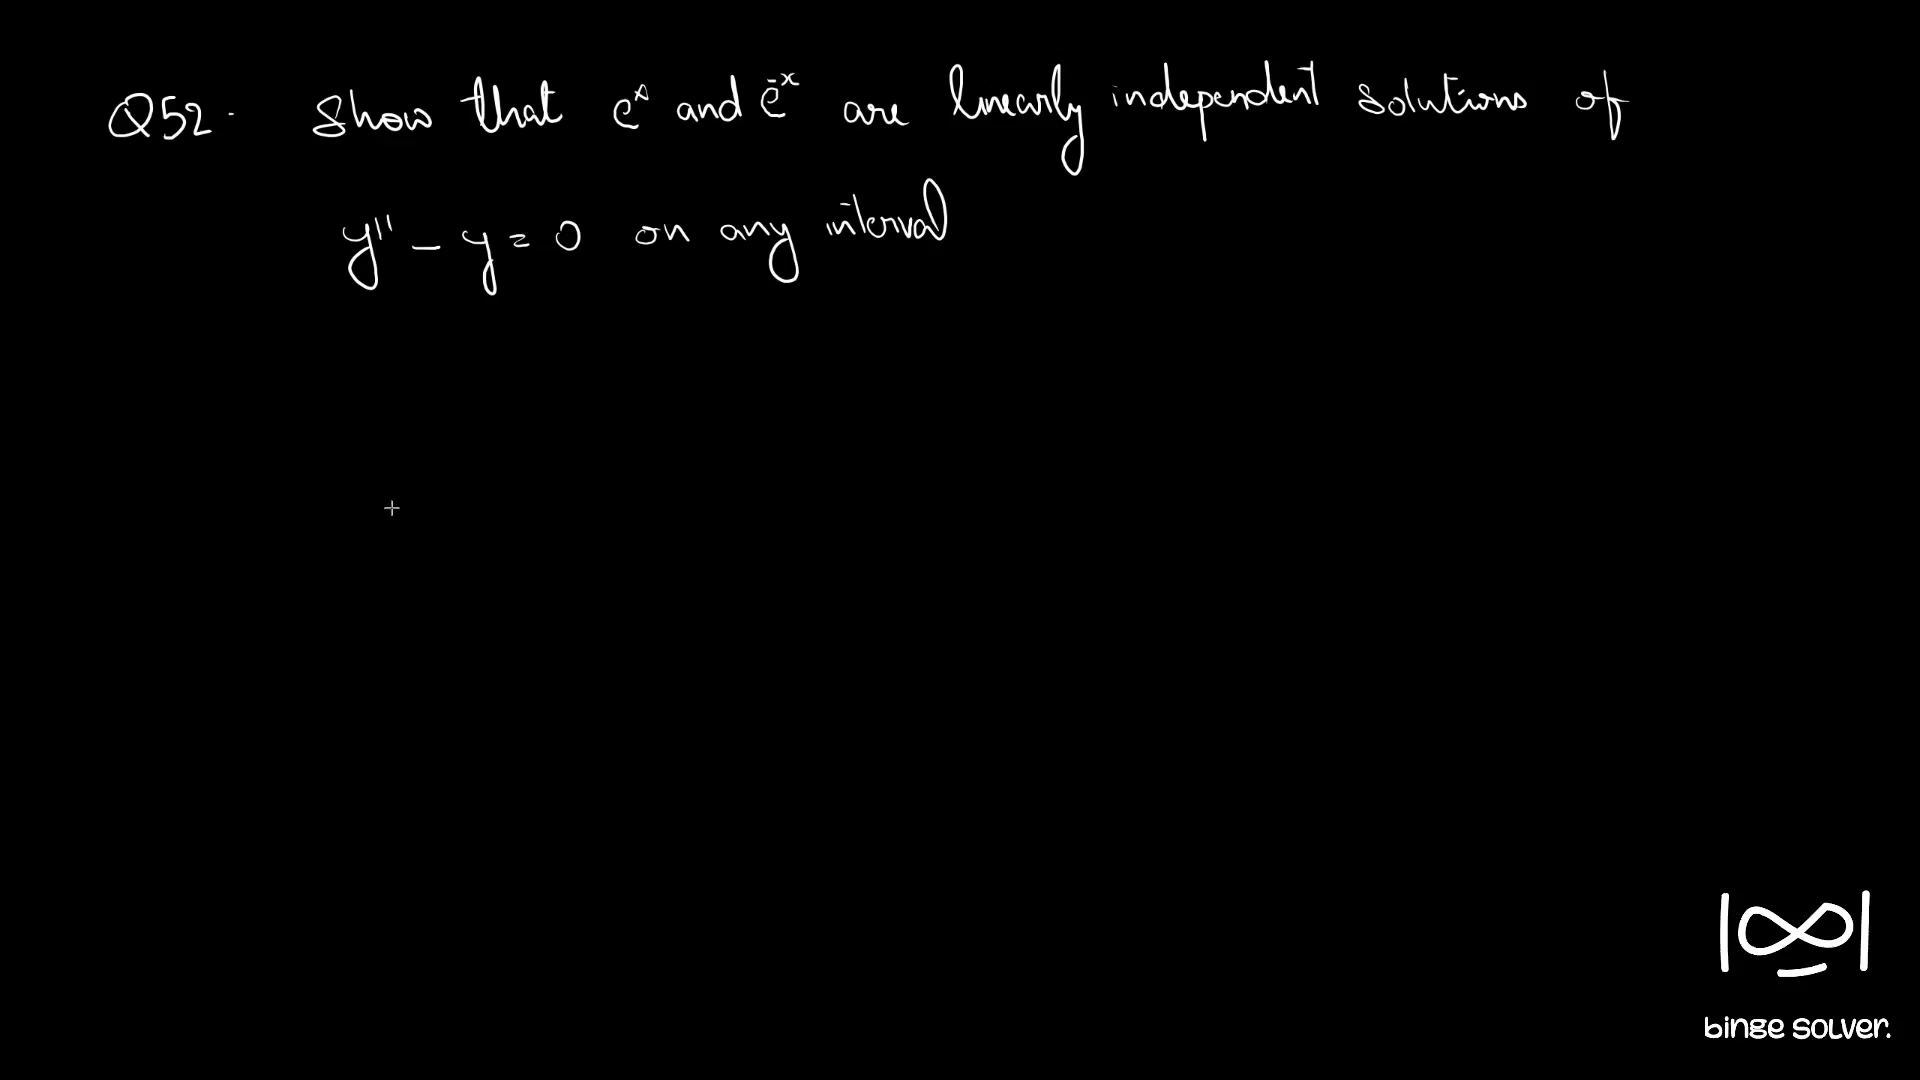 Q52. Show that e^x and e^-x are linearly independent solutions of
y'' - y = 0 on any interval
binge solver.